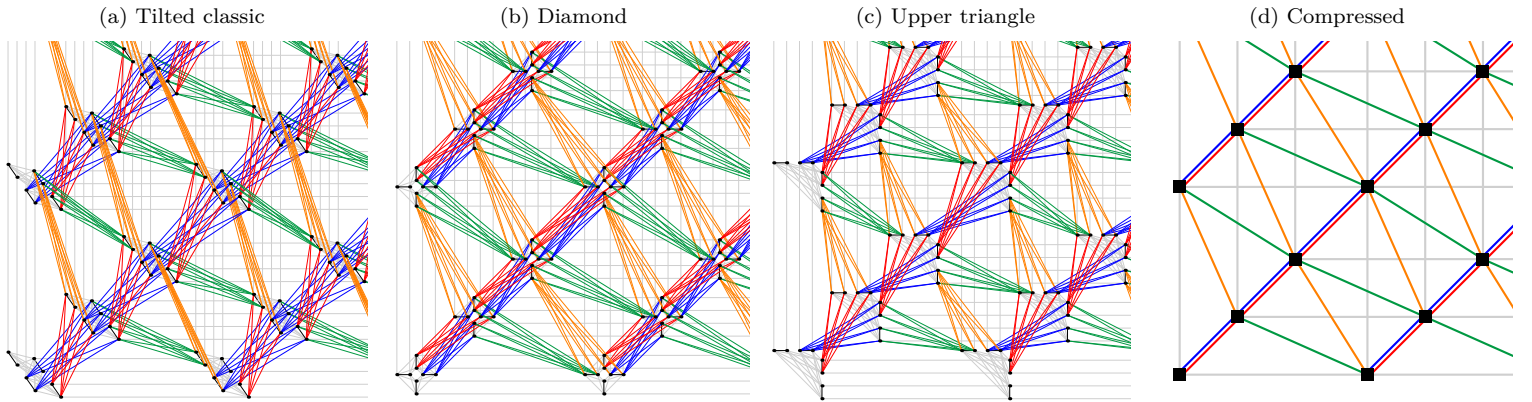 (a) Tilted classic
(b) Diamond
(c) Upper triangle
(d) Compressed